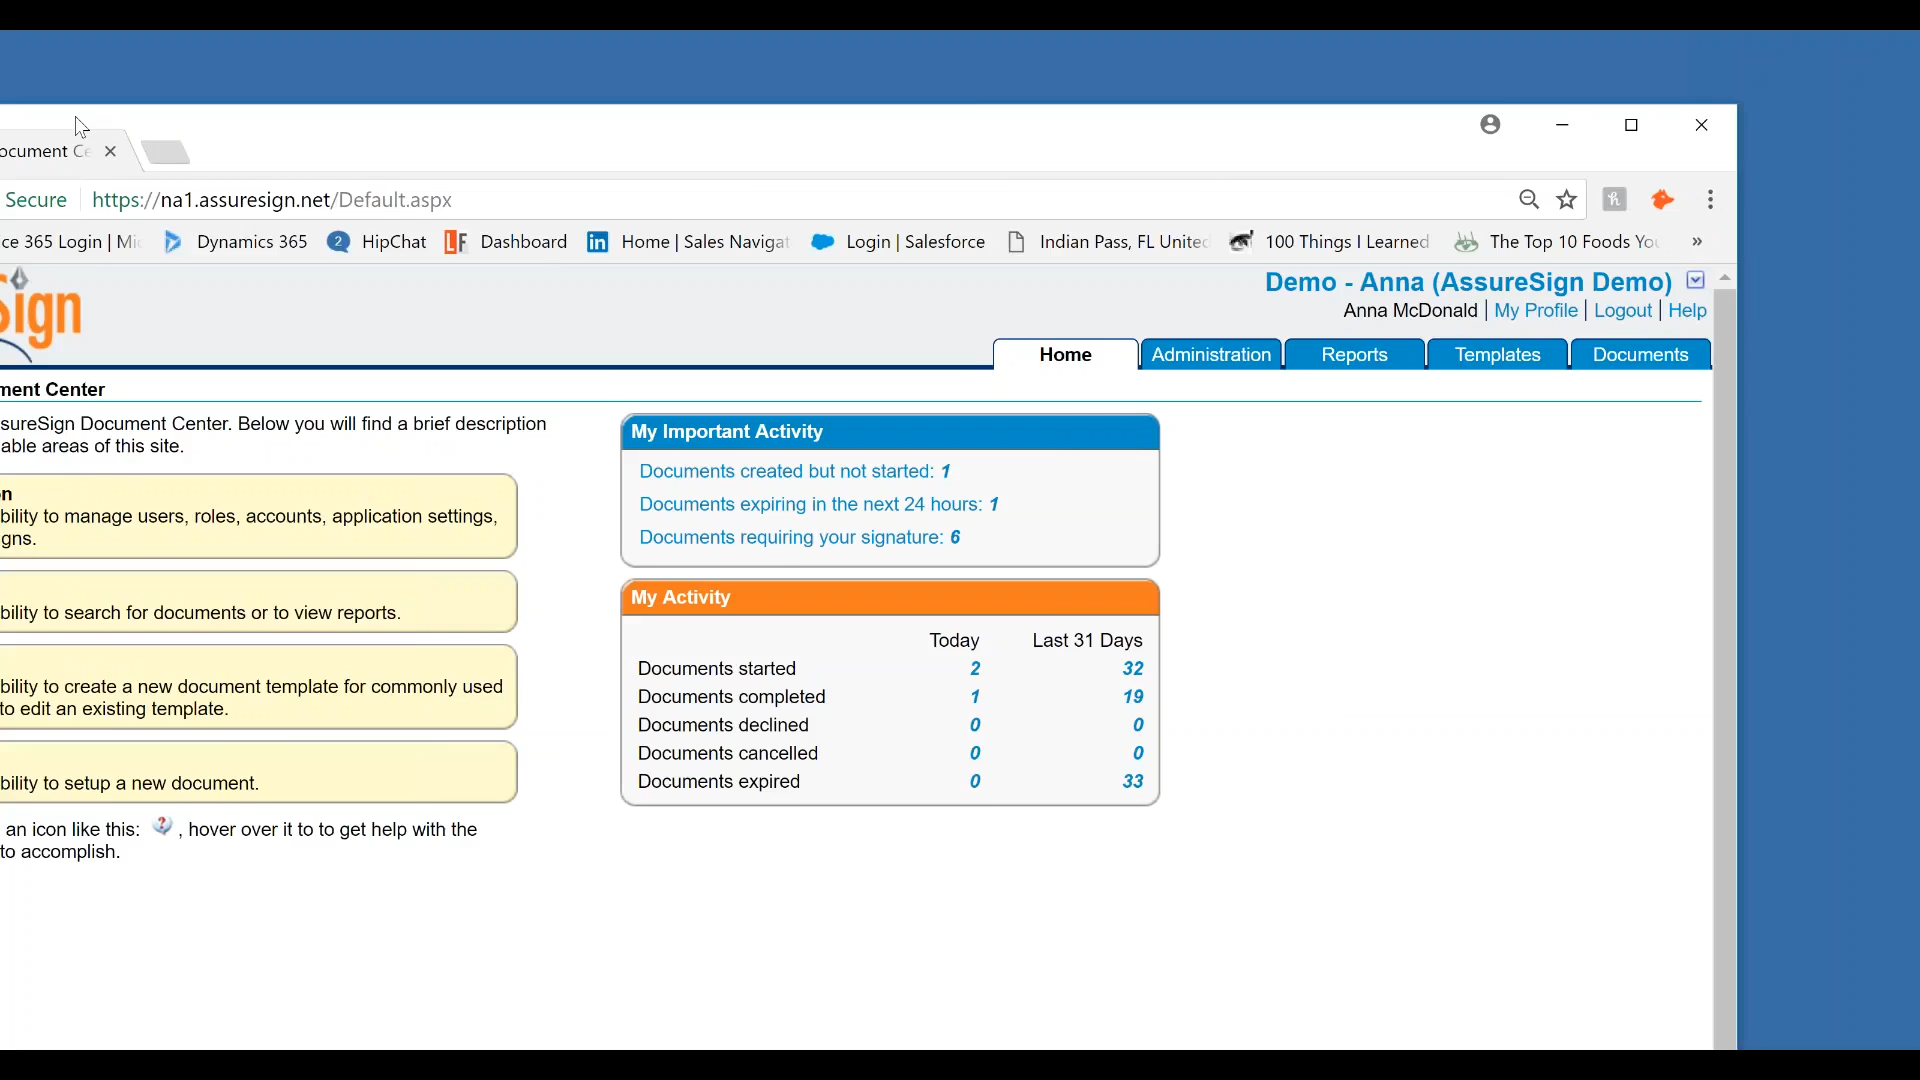 ocument Ce
Secure https://na1.assuresign.net/Default.aspx
ce 365 Login | Mic Dynamics 365 2 HipChat LF Dashboard in Home | Sales Navigat Login | Salesforce Indian Pass, FL United 100 Things I Learned The Top 10 Foods You »
Sign
Demo - Anna (AssureSign Demo)
Anna McDonald | My Profile | Logout | Help
Home Administration Reports Templates Documents
ment Center
sureSign Document Center. Below you will find a brief description
able areas of this site.
on
bility to manage users, roles, accounts, application settings,
gns.
bility to search for documents or to view reports.
bility to create a new document template for commonly used
to edit an existing template.
bility to setup a new document.
an icon like this: ? , hover over it to to get help with the
to accomplish.
My Important Activity
Documents created but not started: 1
Documents expiring in the next 24 hours: 1
Documents requiring your signature: 6
My Activity
Today Last 31 Days
Documents started 2 32
Documents completed 1 19
Documents declined 0 0
Documents cancelled 0 0
Documents expired 0 33